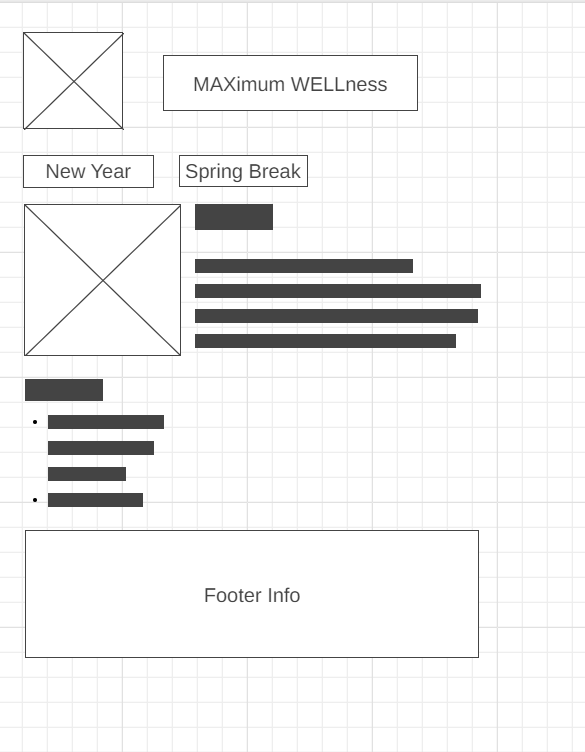 MAXimum WELLness
New Year
Spring Break
Footer Info